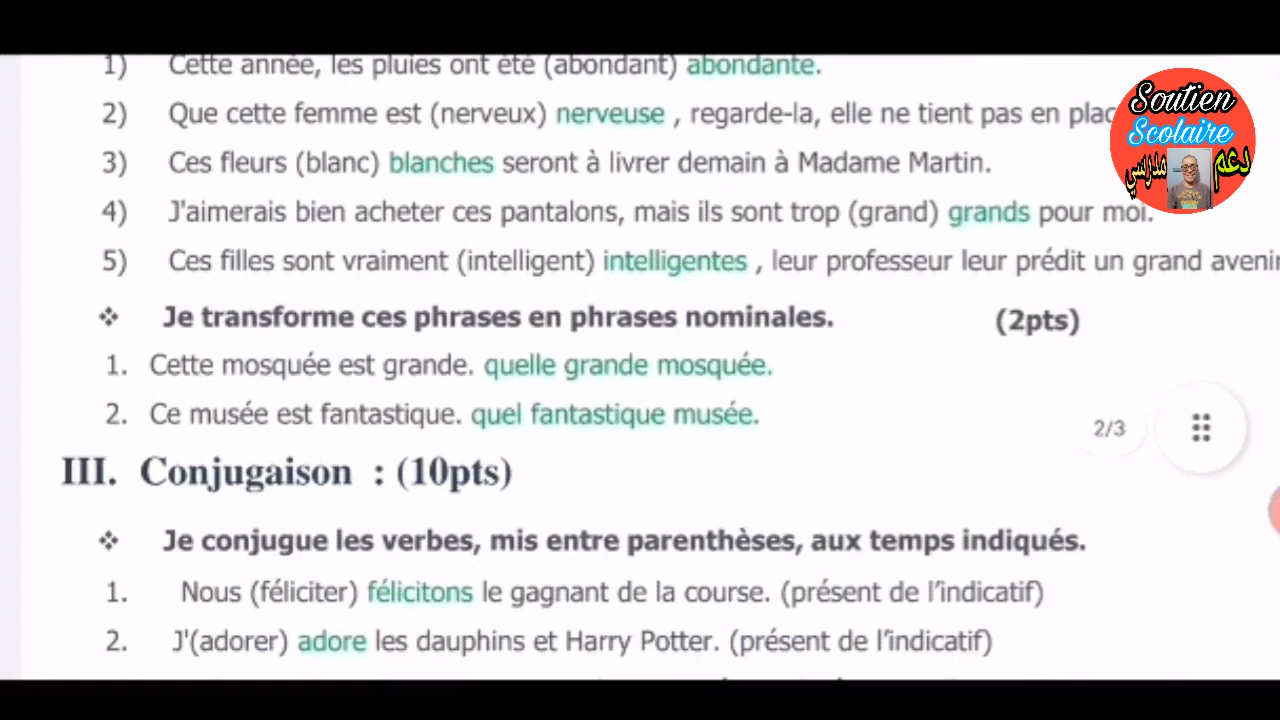 1) Cette année, les pluies ont été (abondant) abondante.
2) Que cette femme est (nerveux) nerveuse , regarde-la, elle ne tient pas en plac
3) Ces fleurs (blanc) blanches seront à livrer demain à Madame Martin.
4) J'aimerais bien acheter ces pantalons, mais ils sont trop (grand) grands pour moi.
5) Ces filles sont vraiment (intelligent) intelligentes , leur professeur leur prédit un grand avenir
Soutien
Scolaire
دعم مدرسي
❖ Je transforme ces phrases en phrases nominales. (2pts)
1. Cette mosquée est grande. quelle grande mosquée.
2. Ce musée est fantastique. quel fantastique musée.
2/3
III. Conjugaison : (10pts)
❖ Je conjugue les verbes, mis entre parenthèses, aux temps indiqués.
1. Nous (féliciter) félicitons le gagnant de la course. (présent de l’indicatif)
2. J'(adorer) adore les dauphins et Harry Potter. (présent de l’indicatif)